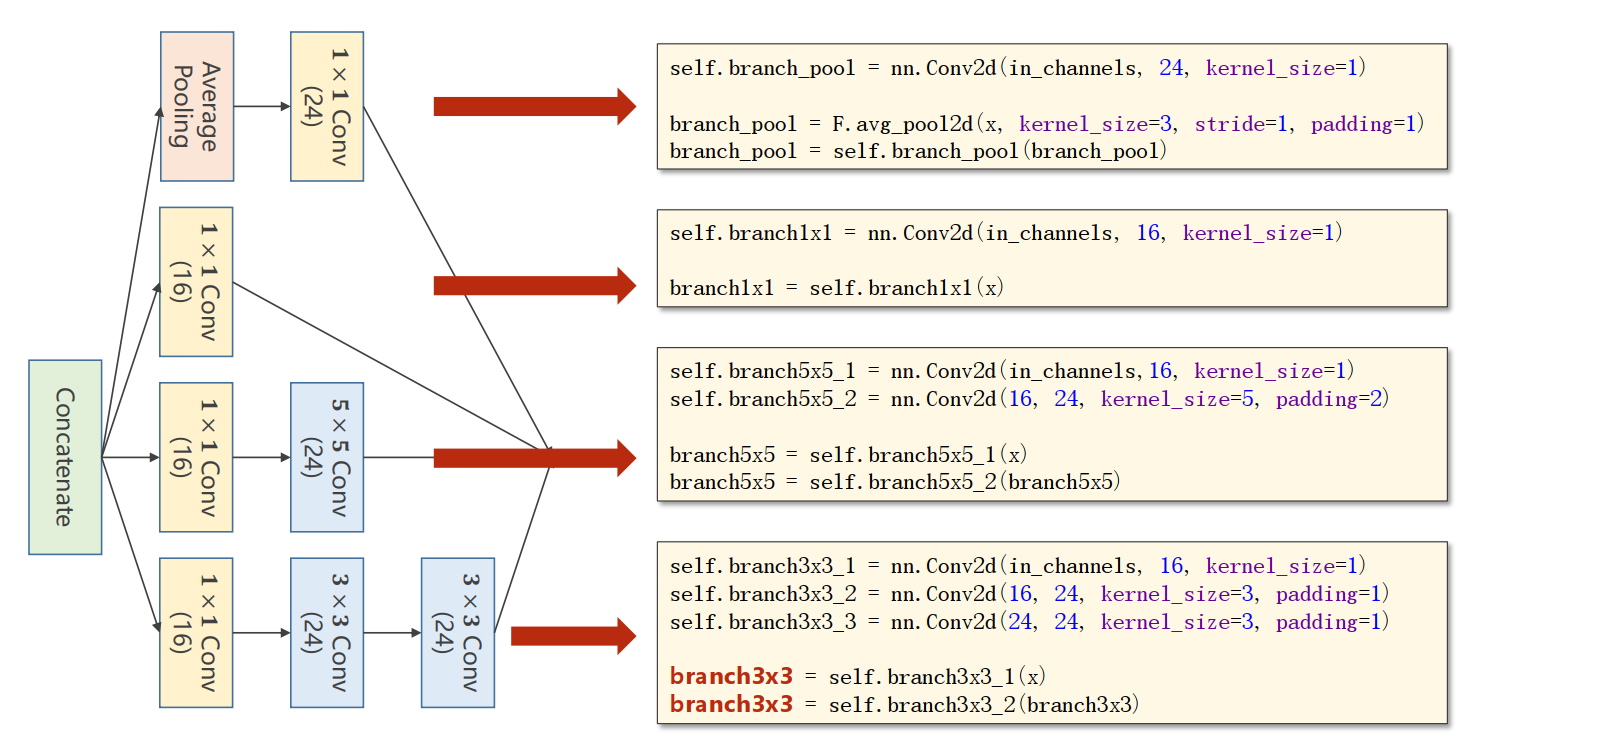 Average
Pooling
1×1 Conv
(24)
1×1 Conv
(16)
Concatenate
1×1 Conv
(16)
5×5 Conv
(24)
1×1 Conv
(16)
3×3 Conv
(24)
3×3 Conv
(24)
self.branch_pool = nn.Conv2d(in_channels, 24, kernel_size=1)
branch_pool = F.avg_pool2d(x, kernel_size=3, stride=1, padding=1)
branch_pool = self.branch_pool(branch_pool)
self.branch1x1 = nn.Conv2d(in_channels, 16, kernel_size=1)
branch1x1 = self.branch1x1(x)
self.branch5x5_1 = nn.Conv2d(in_channels,16, kernel_size=1)
self.branch5x5_2 = nn.Conv2d(16, 24, kernel_size=5, padding=2)
branch5x5 = self.branch5x5_1(x)
branch5x5 = self.branch5x5_2(branch5x5)
self.branch3x3_1 = nn.Conv2d(in_channels, 16, kernel_size=1)
self.branch3x3_2 = nn.Conv2d(16, 24, kernel_size=3, padding=1)
self.branch3x3_3 = nn.Conv2d(24, 24, kernel_size=3, padding=1)
branch3x3 = self.branch3x3_1(x)
branch3x3 = self.branch3x3_2(branch3x3)